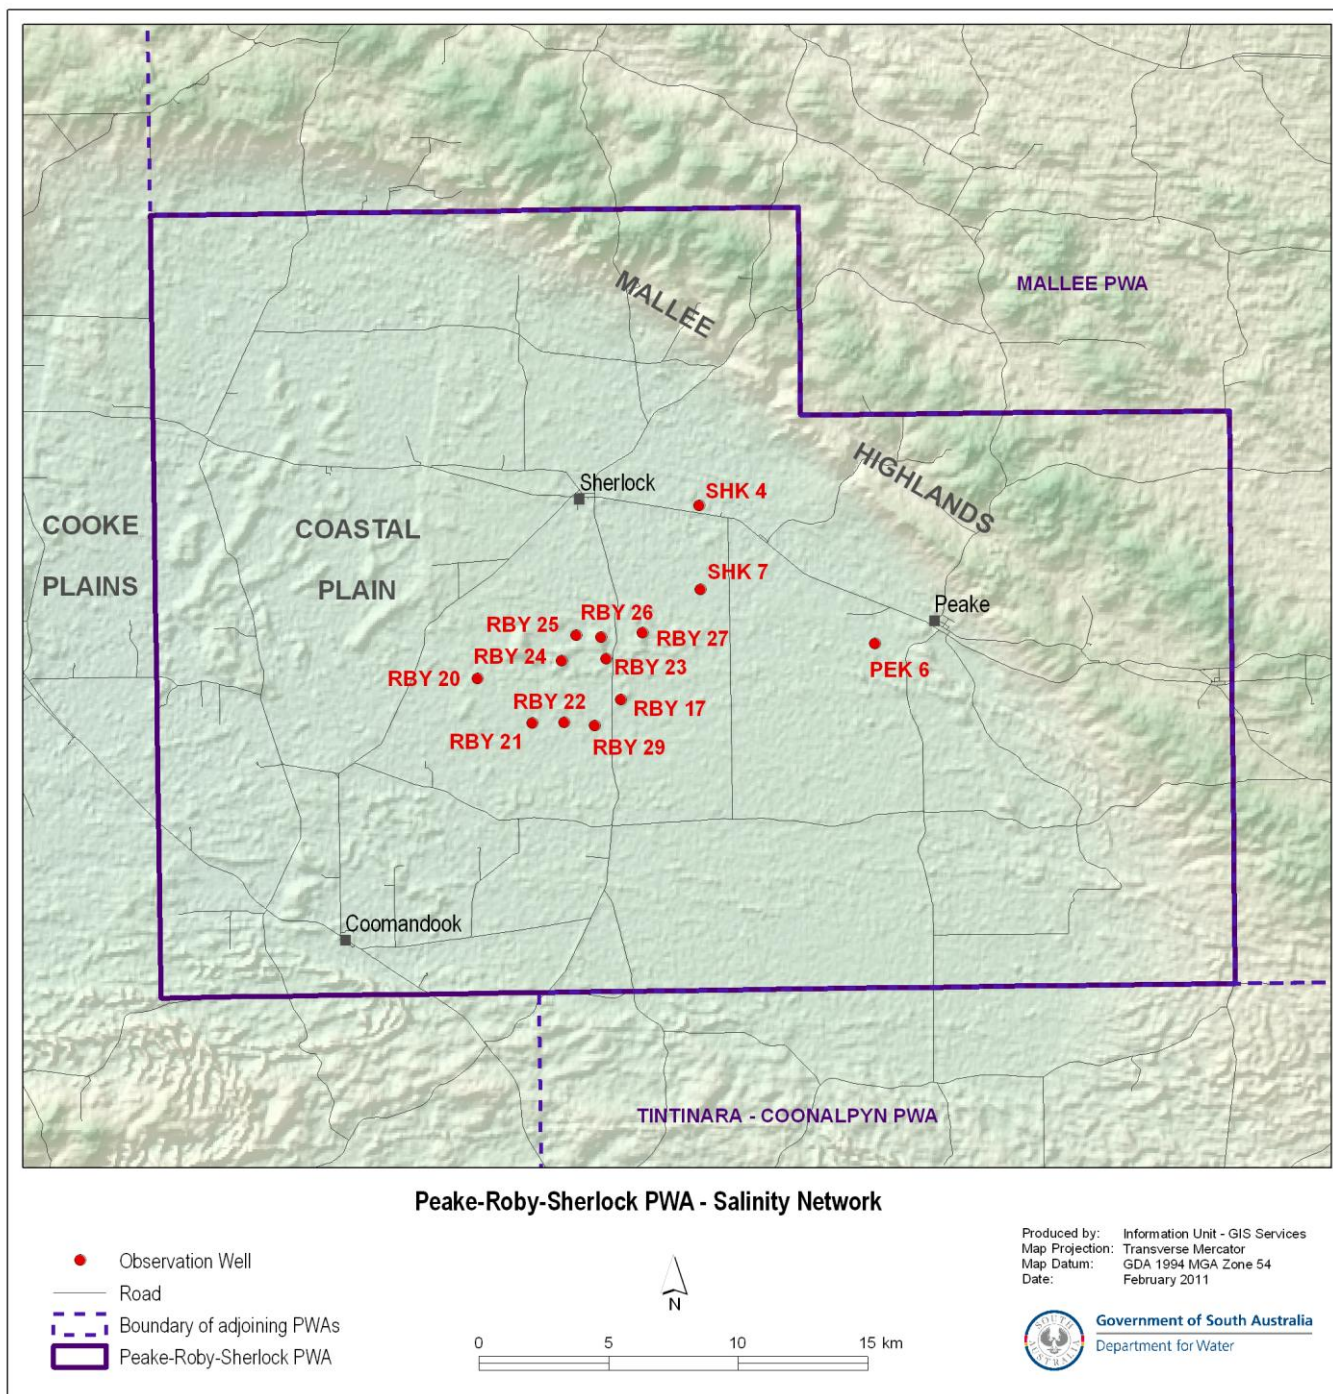 MALLEE PWA
MALLEE
HIGHLANDS
Sherlock
SHK 4
COOKE
PLAINS
COASTAL
PLAIN
SHK 7
Peake
RBY 25
RBY 26
RBY 27
RBY 24
RBY 23
PEK 6
RBY 20
RBY 22
RBY 17
RBY 21
RBY 29
Coomandook
TINTINARA - COONALPYN PWA
Peake-Roby-Sherlock PWA - Salinity Network
Observation Well
Road
Boundary of adjoining PWAs
Peake-Roby-Sherlock PWA
N
0 5 10 15 km
Produced by: Information Unit - GIS Services
Map Projection: Transverse Mercator
Map Datum: GDA 1994 MGA Zone 54
Date: February 2011
SOUTH AUSTRALIA
Government of South Australia
Department for Water